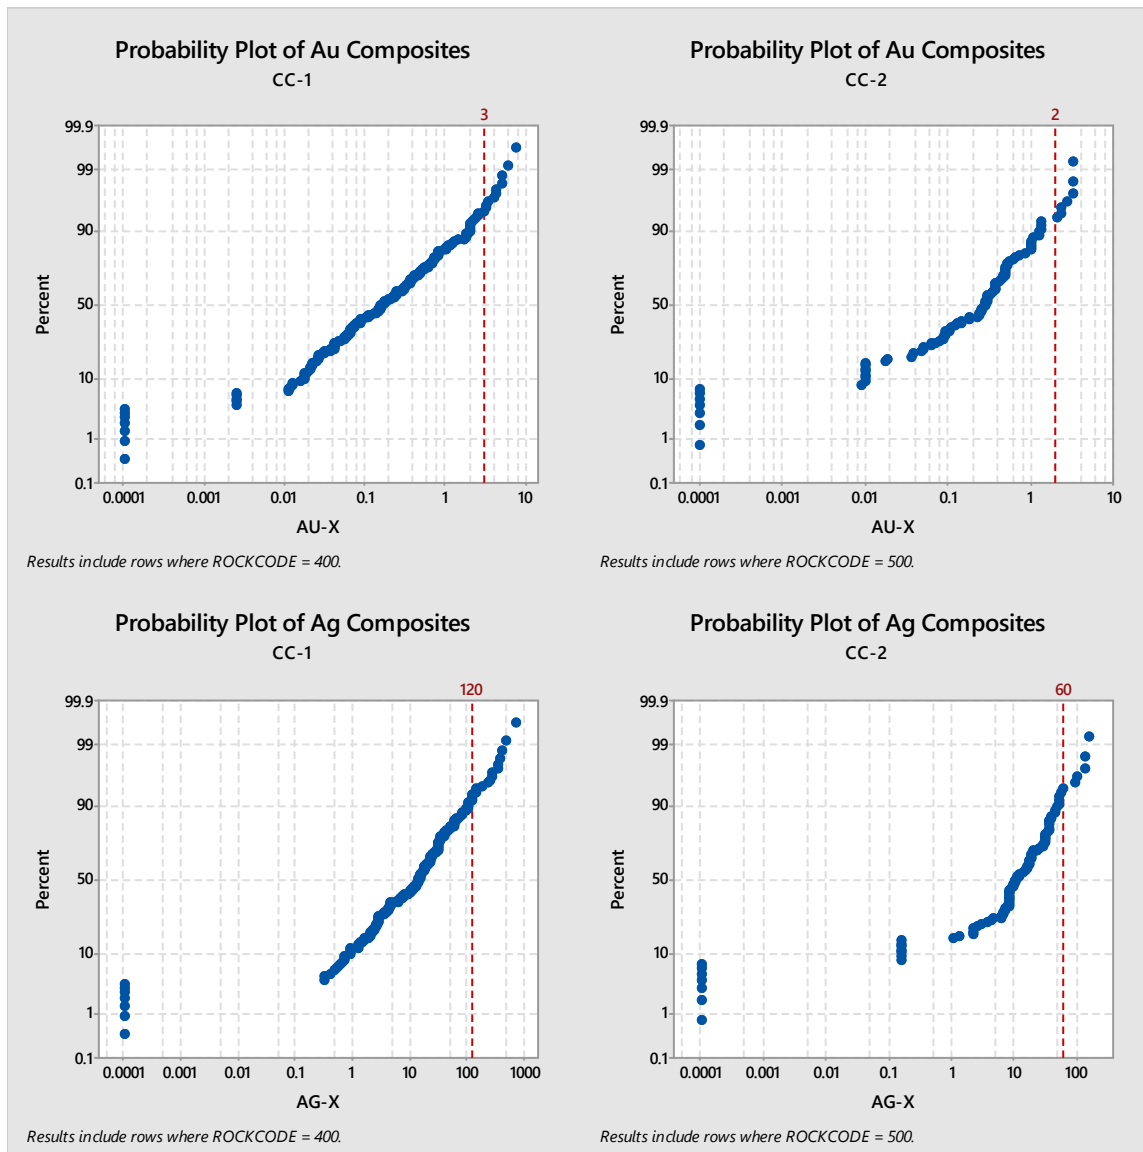 Probability Plot of Au Composites
CC-1
3
99.9
99
90
50
10
1
0.1
Percent
0.0001 0.001 0.01 0.1 1 10
AU-X
Results include rows where ROCKCODE = 400.
Probability Plot of Au Composites
CC-2
2
99.9
99
90
50
10
1
0.1
Percent
0.0001 0.001 0.01 0.1 1 10
AU-X
Results include rows where ROCKCODE = 500.
Probability Plot of Ag Composites
CC-1
120
99.9
99
90
50
10
1
0.1
Percent
0.0001 0.001 0.01 0.1 1 10 100 1000
AG-X
Results include rows where ROCKCODE = 400.
Probability Plot of Ag Composites
CC-2
60
99.9
99
90
50
10
1
0.1
Percent
0.0001 0.001 0.01 0.1 1 10 100
AG-X
Results include rows where ROCKCODE = 500.